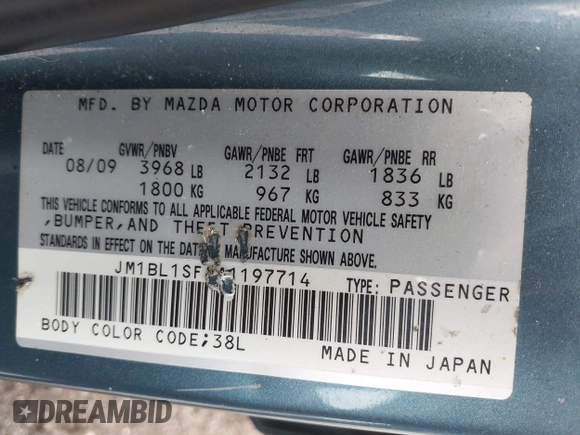 MFD. BY MAZDA MOTOR CORPORATION
DATE GVWR/PNBV GAWR/PNBE FRT GAWR/PNBE RR
08/09 3968 LB 2132 LB 1836 LB
1800 KG 967 KG 833 KG
THIS VEHICLE CONFORMS TO ALL APPLICABLE FEDERAL MOTOR VEHICLE SAFETY
,BUMPER,AND THEFT PREVENTION
STANDARDS IN EFFECT ON THE DATE OF MANUFACTURE SHOWN ABOVE.
TYPE: PASSENGER
BODY COLOR CODE;38L
MADE IN JAPAN
DREAMBID